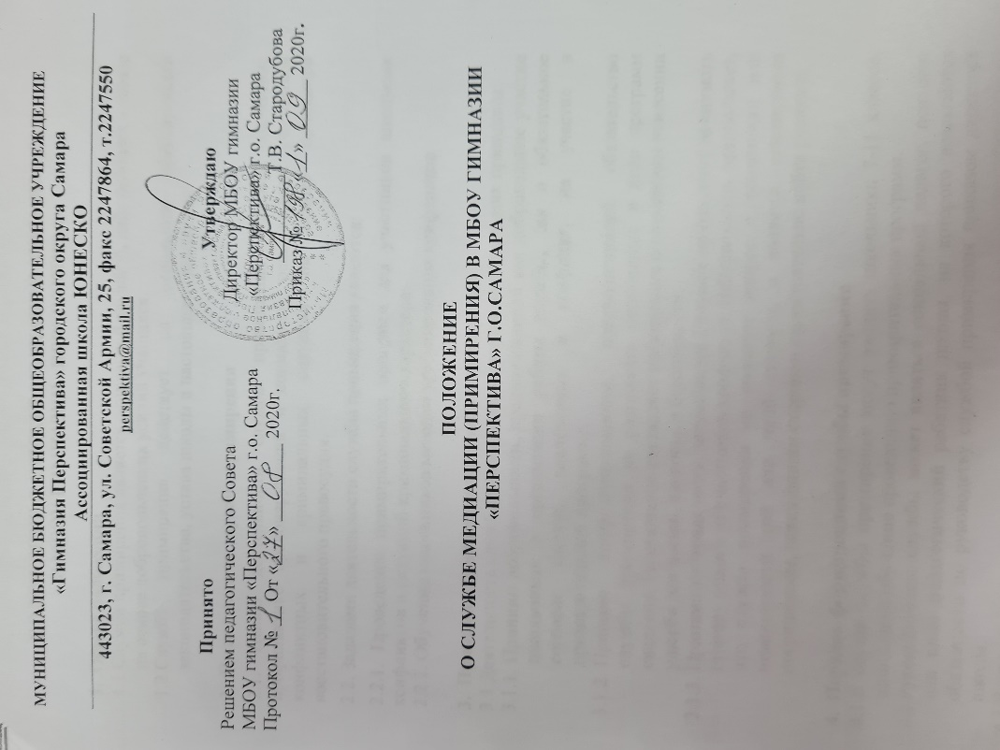 МУНИЦИПАЛЬНОЕ БЮДЖЕТНОЕ ОБЩЕОБРАЗОВАТЕЛЬНОЕ УЧРЕЖДЕНИЕ
«Гимназия Перспектива» городского округа Самара
Ассоциированная школа ЮНЕСКО
443023, г. Самара, ул. Советской Армии, 25, факс 2247864, т.2247550
perspektiva@mail.ru
Принято
Решением педагогического Совета
МБОУ гимназии «Перспектива» г.о. Самара
Протокол № 1 От «27» 08 2020г.
Утверждаю
Директор МБОУ гимназии
«Перспектива» г.о. Самара
Т.В. Стародубова
Приказ № 198 «1» 09 2020г.
ПОЛОЖЕНИЕ
О СЛУЖБЕ МЕДИАЦИИ (ПРИМИРЕНИЯ) В МБОУ ГИМНАЗИИ
«ПЕРСПЕКТИВА» Г.О.САМАРА